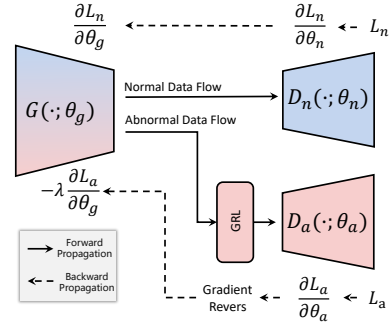 ∂L_n/∂θ_g
∂L_n/∂θ_n
L_n
Normal Data Flow
G(·;θ_g)
D_n(·;θ_n)
Abnormal Data Flow
-λ ∂L_a/∂θ_g
GRL
D_a(·;θ_a)
Forward
Propagation
Backward
Propagation
Gradient
Revers
∂L_a/∂θ_a
L_a